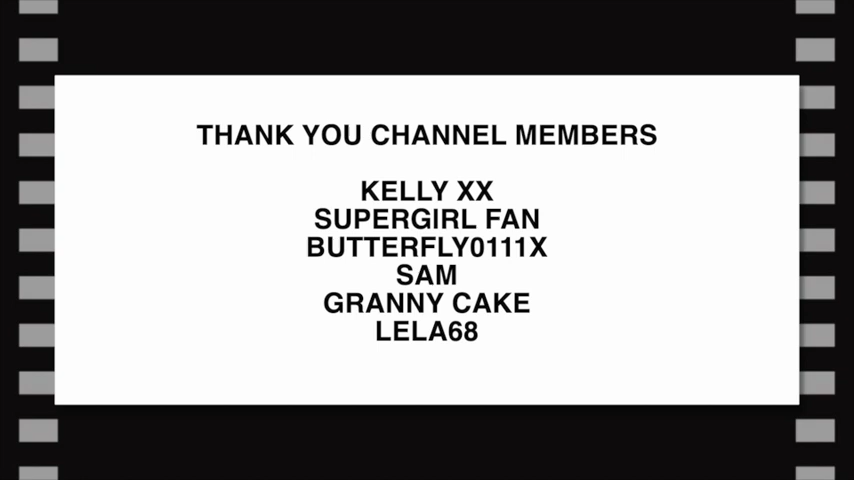 THANK YOU CHANNEL MEMBERS
KELLY XX
SUPERGIRL FAN
BUTTERFLY0111X
SAM
GRANNY CAKE
LELA68